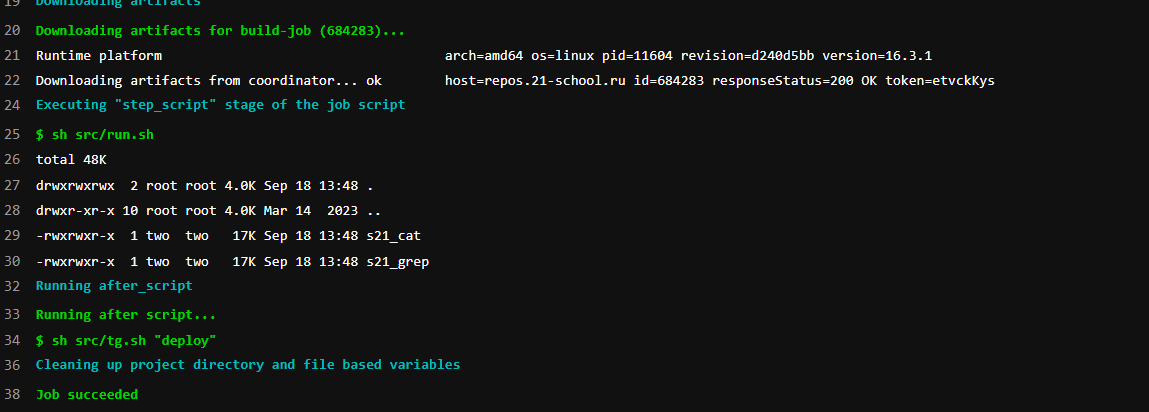 19 Downloading artifacts
20 Downloading artifacts for build-job (684283)...
21 Runtime platform                                    arch=amd64 os=linux pid=11604 revision=d240d5bb version=16.3.1
22 Downloading artifacts from coordinator... ok        host=repos.21-school.ru id=684283 responseStatus=200 OK token=etvckKys
24 Executing "step_script" stage of the job script
25 $ sh src/run.sh
26 total 48K
27 drwxrwxrwx  2 root root 4.0K Sep 18 13:48 .
28 drwxr-xr-x 10 root root 4.0K Mar 14  2023 ..
29 -rwxrwxr-x  1 two  two   17K Sep 18 13:48 s21_cat
30 -rwxrwxr-x  1 two  two   17K Sep 18 13:48 s21_grep
32 Running after_script
33 Running after script...
34 $ sh src/tg.sh "deploy"
36 Cleaning up project directory and file based variables
38 Job succeeded